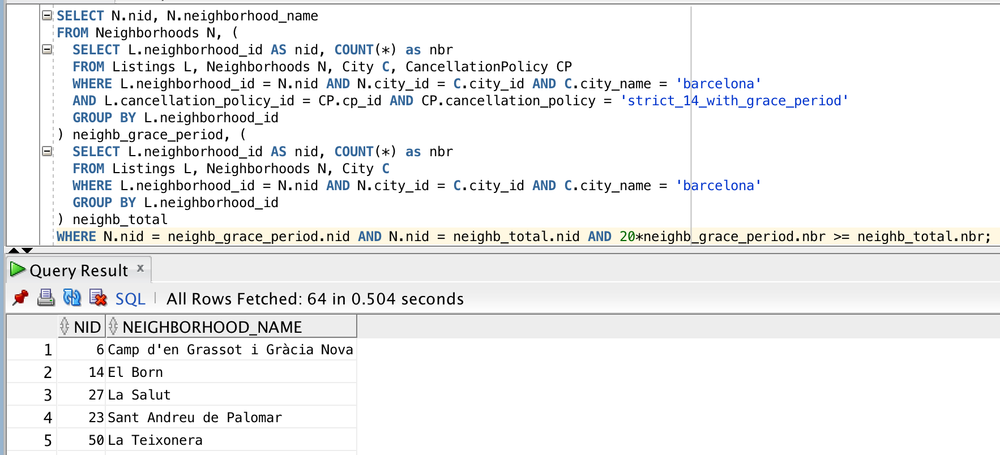 SELECT N.nid, N.neighborhood_name
FROM Neighborhoods N, (
SELECT L.neighborhood_id AS nid, COUNT(*) as nbr
FROM Listings L, Neighborhoods N, City C, CancellationPolicy CP
WHERE L.neighborhood_id = N.nid AND N.city_id = C.city_id AND C.city_name = 'barcelona'
AND L.cancellation_policy_id = CP.cp_id AND CP.cancellation_policy = 'strict_14_with_grace_period'
GROUP BY L.neighborhood_id
) neighb_grace_period, (
SELECT L.neighborhood_id AS nid, COUNT(*) as nbr
FROM Listings L, Neighborhoods N, City C
WHERE L.neighborhood_id = N.nid AND N.city_id = C.city_id AND C.city_name = 'barcelona'
GROUP BY L.neighborhood_id
) neighb_total
WHERE N.nid = neighb_grace_period.nid AND N.nid = neighb_total.nid AND 20*neighb_grace_period.nbr >= neighb_total.nbr;
Query Result x
SQL | All Rows Fetched: 64 in 0.504 seconds
NID NEIGHBORHOOD_NAME
1 6 Camp d'en Grassot i Gràcia Nova
2 14 El Born
3 27 La Salut
4 23 Sant Andreu de Palomar
5 50 La Teixonera